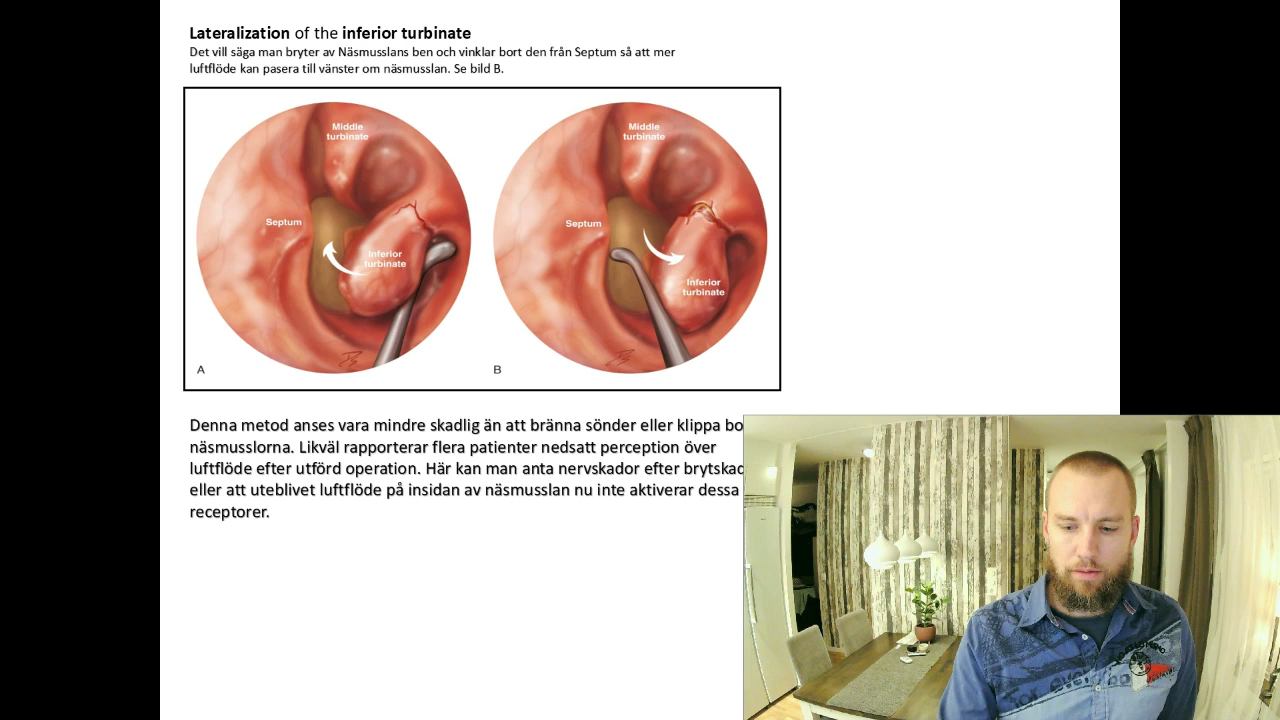 Lateralization of the inferior turbinate
Det vill säga man bryter av Näsmusslans ben och vinklar bort den från Septum så att mer
luftflöde kan pasera till vänster om näsmusslan. Se bild B.
Middle
turbinate
Septum
Inferior
turbinate
A
Middle
turbinate
Septum
Inferior
turbinate
B
Denna metod anses vara mindre skadlig än att bränna sönder eller klippa bo
näsmusslorna. Likväl rapporterar flera patienter nedsatt perception över
luftflöde efter utförd operation. Här kan man anta nervskador efter brytskad
eller att uteblivet luftflöde på insidan av näsmusslan nu inte aktiverar dessa
receptorer.